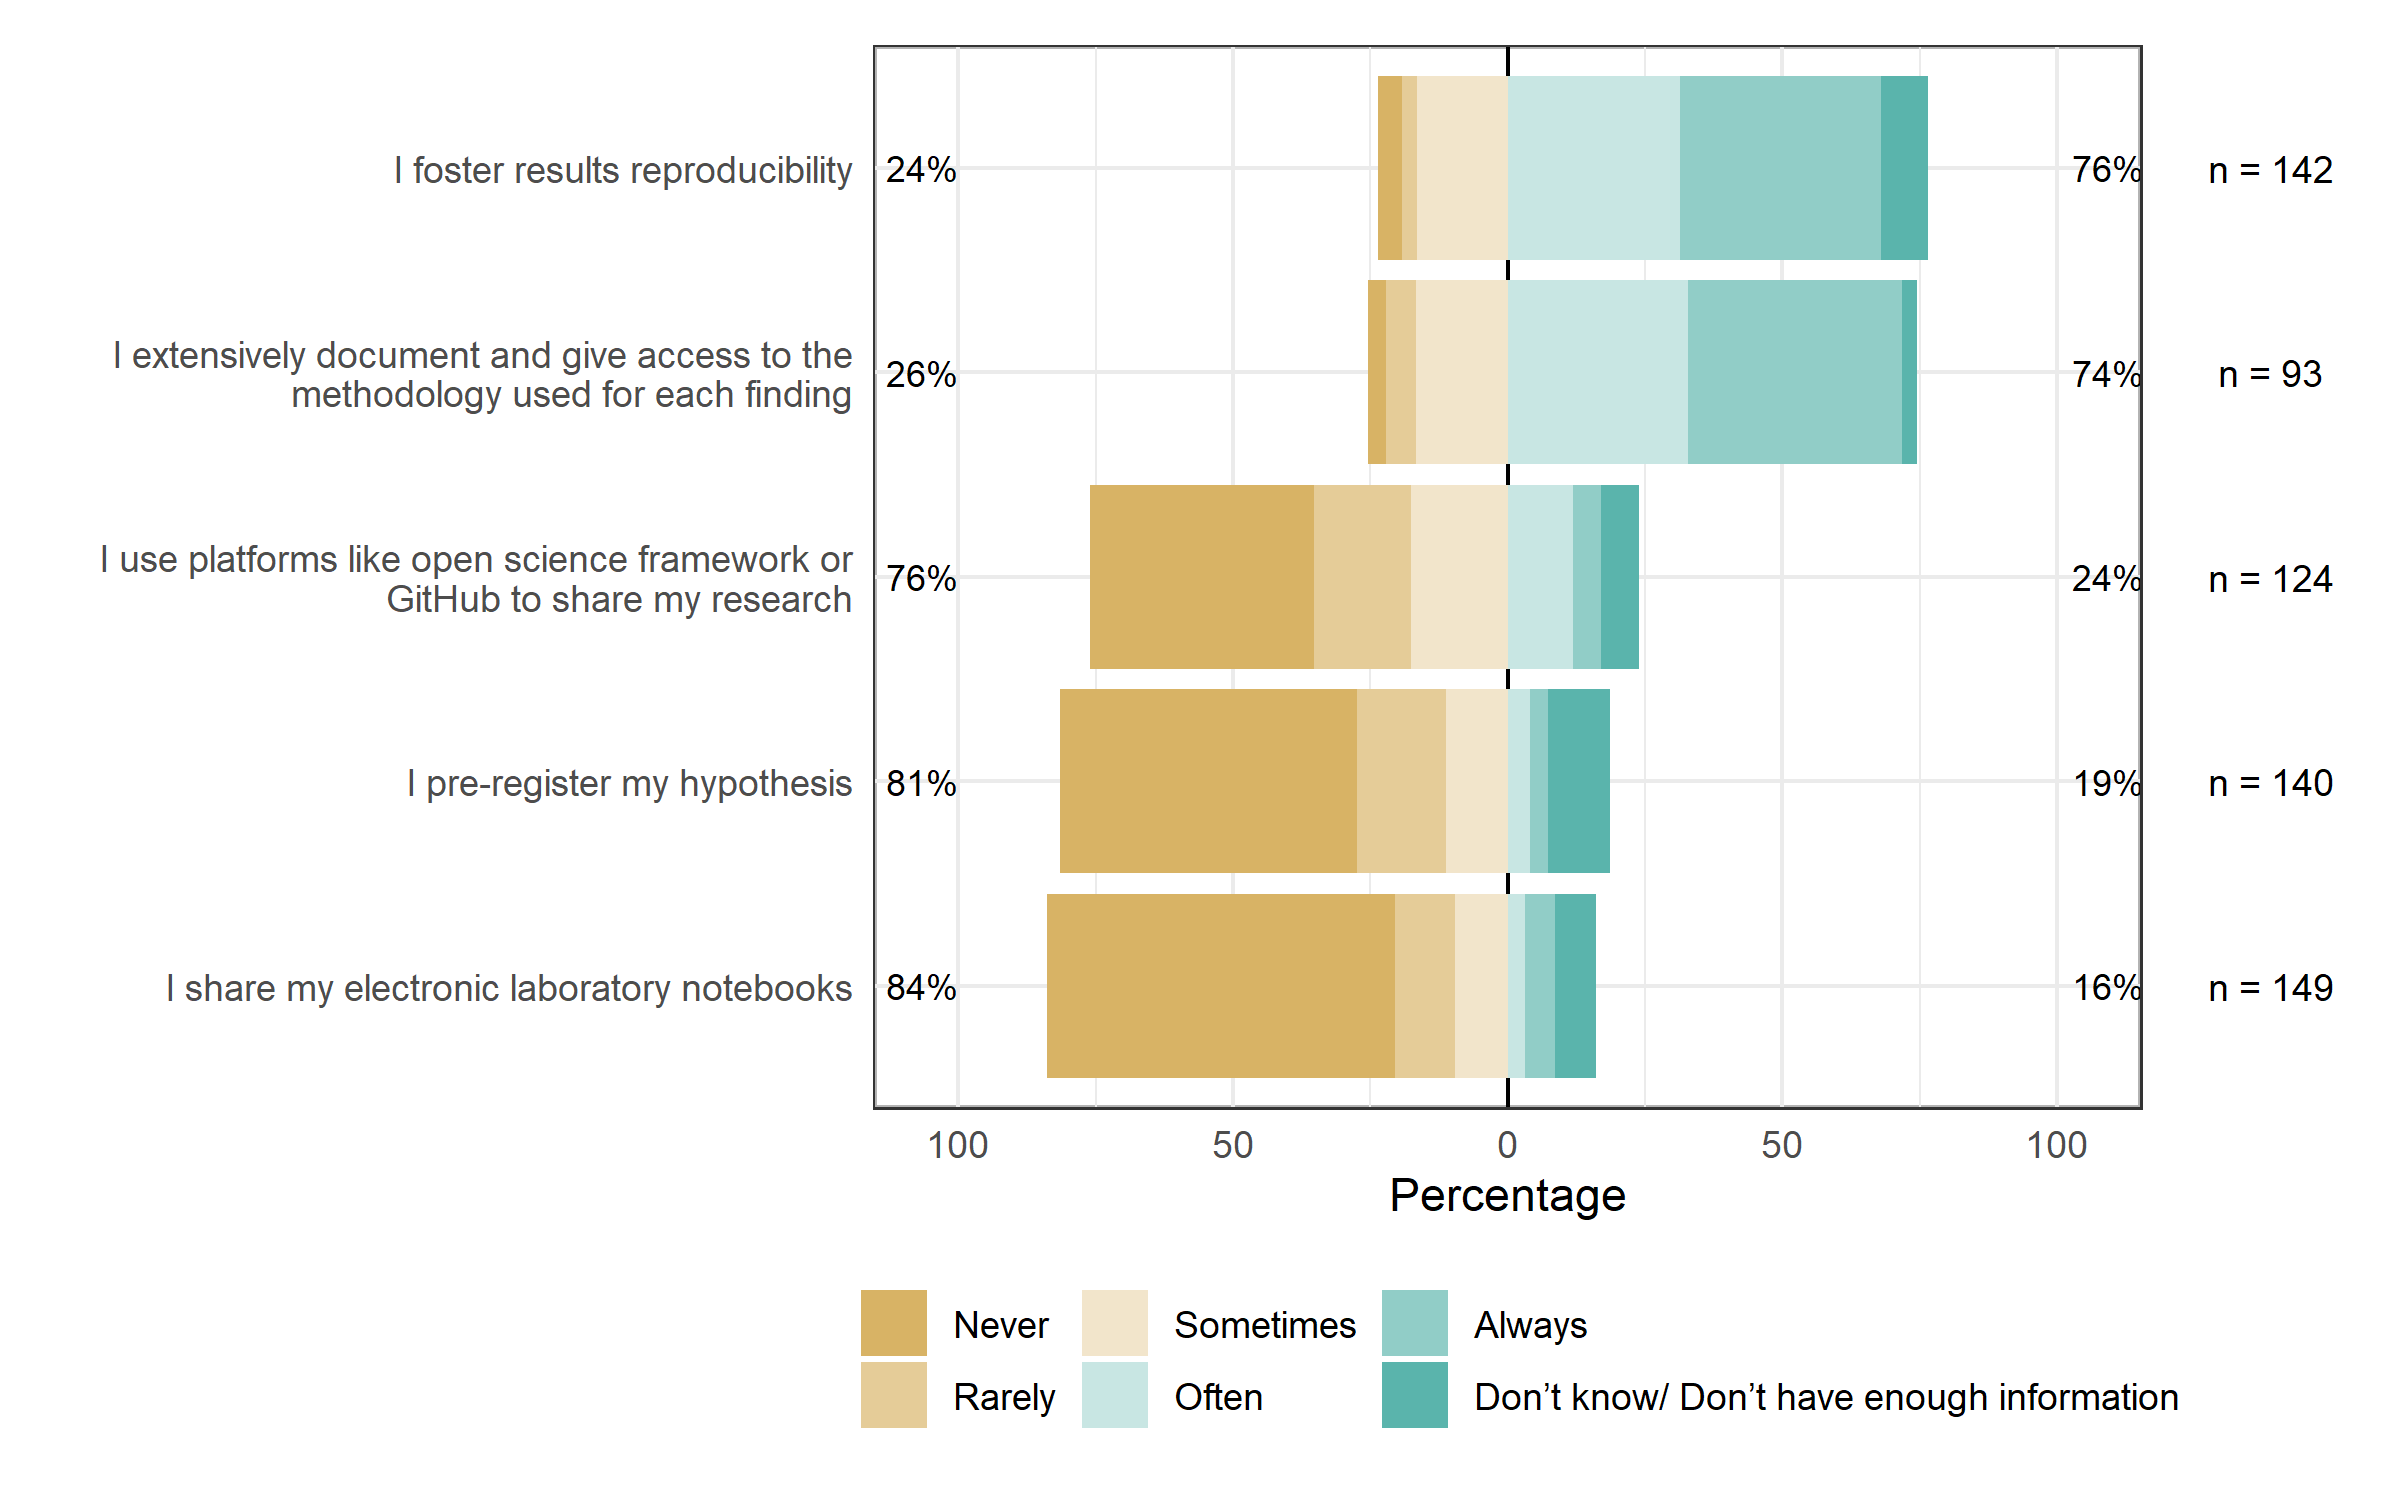 I foster results reproducibility
24%
76%
n = 142
I extensively document and give access to the
methodology used for each finding
26%
74%
n = 93
I use platforms like open science framework or
GitHub to share my research
76%
24%
n = 124
I pre-register my hypothesis
81%
19%
n = 140
I share my electronic laboratory notebooks
84%
16%
n = 149
100 50 0 50 100
Percentage
Never Sometimes Always
Rarely Often Don’t know/ Don’t have enough information